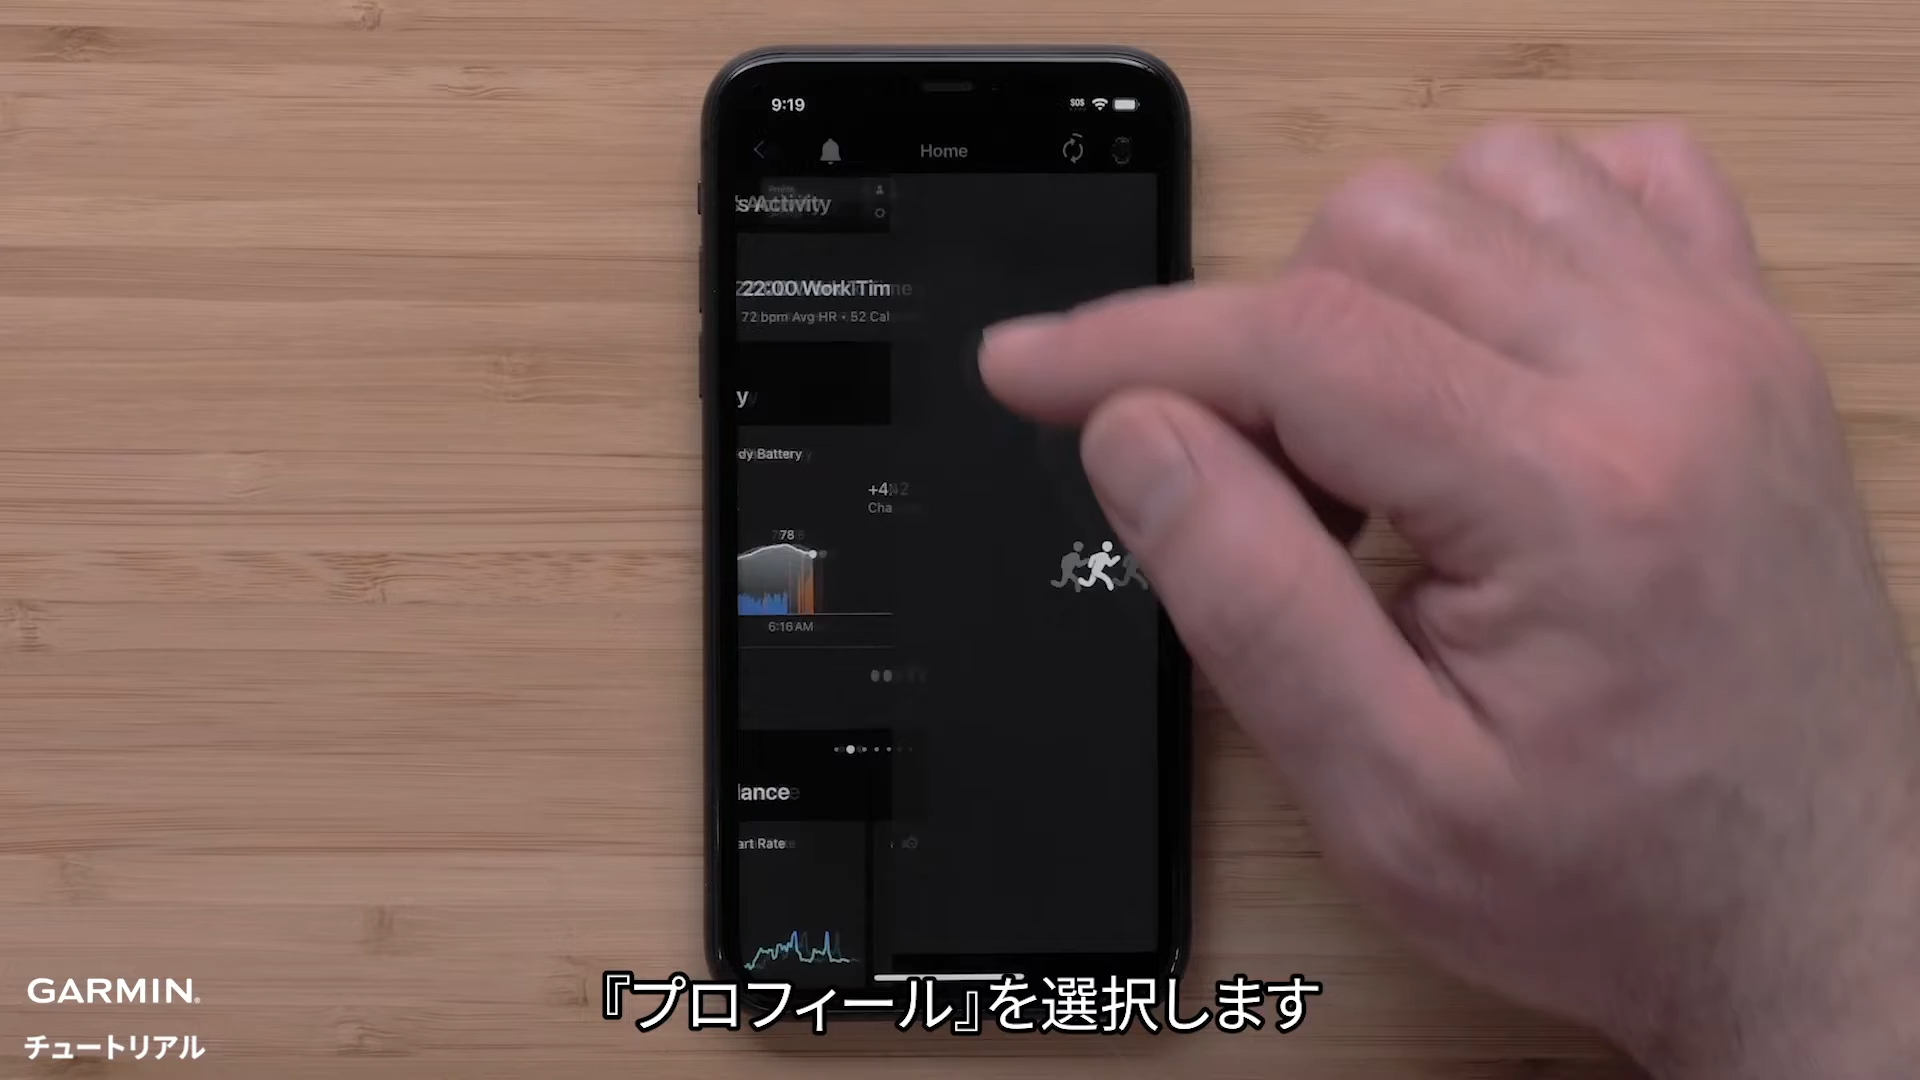 9:19
SOS
Home
's Activity
22:00 Work Tim
72 bpm Avg HR • 52 Cal
y
dy Battery
+4
Cha
78
6:16 AM
lance
art Rate
『プロフィール』を選択します
GARMIN.
チュートリアル